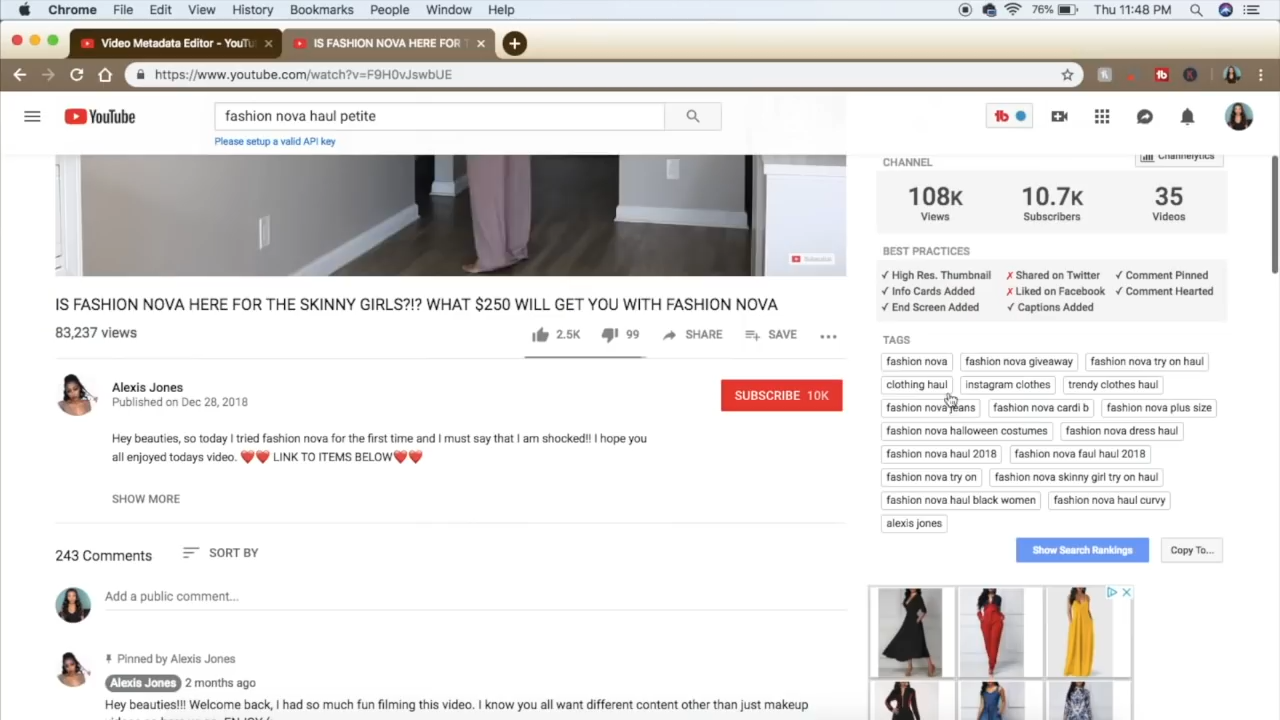 Chrome File Edit View History Bookmarks People Window Help 76% Thu 11:48 PM
Video Metadata Editor - YouTu IS FASHION NOVA HERE FOR T
https://www.youtube.com/watch?v=F9H0vJswbUE
YouTube fashion nova haul petite
Please setup a valid API key
CHANNEL Channelytics
108K 10.7K 35
Views Subscribers Videos
BEST PRACTICES
✓ High Res. Thumbnail ✗ Shared on Twitter ✓ Comment Pinned
✓ Info Cards Added ✗ Liked on Facebook ✓ Comment Hearted
✓ End Screen Added ✓ Captions Added
Subscribe
IS FASHION NOVA HERE FOR THE SKINNY GIRLS?!? WHAT $250 WILL GET YOU WITH FASHION NOVA
83,237 views 2.5K 99 SHARE SAVE
Alexis Jones
Published on Dec 28, 2018
SUBSCRIBE 10K
Hey beauties, so today I tried fashion nova for the first time and I must say that I am shocked!! I hope you
all enjoyed todays video. ❤️❤️ LINK TO ITEMS BELOW❤️❤️
SHOW MORE
243 Comments SORT BY
Add a public comment...
Pinned by Alexis Jones
Alexis Jones 2 months ago
Hey beauties!!! Welcome back, I had so much fun filming this video. I know you all want different content other than just makeup
TAGS
fashion nova fashion nova giveaway fashion nova try on haul
clothing haul instagram clothes trendy clothes haul
fashion nova jeans fashion nova cardi b fashion nova plus size
fashion nova halloween costumes fashion nova dress haul
fashion nova haul 2018 fashion nova faul haul 2018
fashion nova try on fashion nova skinny girl try on haul
fashion nova haul black women fashion nova haul curvy
alexis jones
Show Search Rankings Copy To...